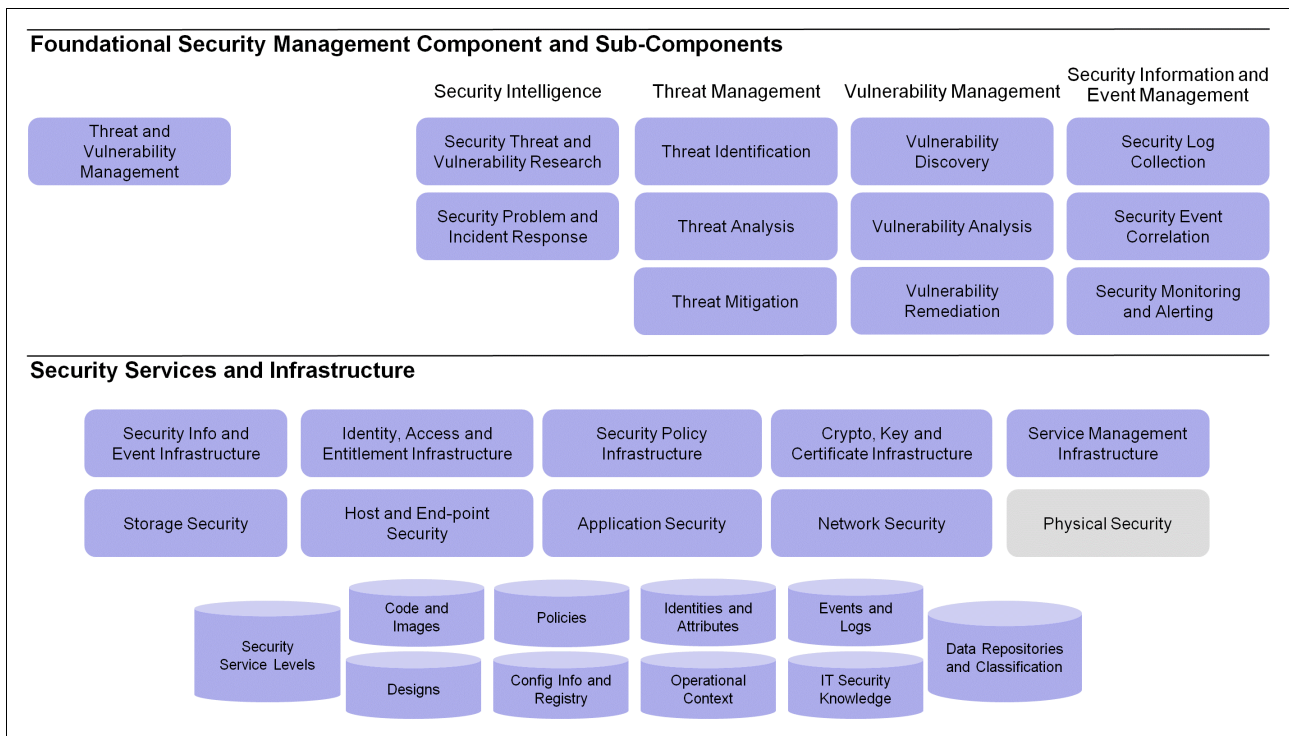 Foundational Security Management Component and Sub-Components
Security Intelligence
Threat Management
Vulnerability Management
Security Information and
Event Management
Threat and
Vulnerability
Management
Security Threat and
Vulnerability Research
Threat Identification
Vulnerability
Discovery
Security Log
Collection
Security Problem and
Incident Response
Threat Analysis
Vulnerability Analysis
Security Event
Correlation
Threat Mitigation
Vulnerability
Remediation
Security Monitoring
and Alerting
Security Services and Infrastructure
Security Info and
Event Infrastructure
Identity, Access and
Entitlement Infrastructure
Security Policy
Infrastructure
Crypto, Key and
Certificate Infrastructure
Service Management
Infrastructure
Storage Security
Host and End-point
Security
Application Security
Network Security
Physical Security
Security
Service Levels
Code and
Images
Policies
Identities and
Attributes
Events and
Logs
Data Repositories
and Classification
Designs
Config Info and
Registry
Operational
Context
IT Security
Knowledge